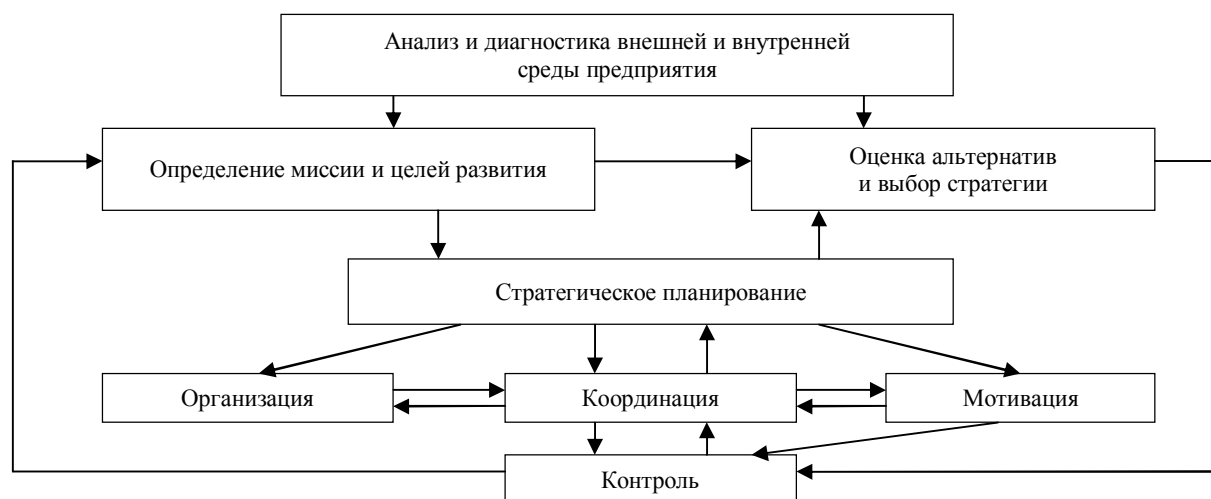 Анализ и диагностика внешней и внутренней
среды предприятия
Определение миссии и целей развития
Оценка альтернатив
и выбор стратегии
Стратегическое планирование
Организация
Координация
Мотивация
Контроль